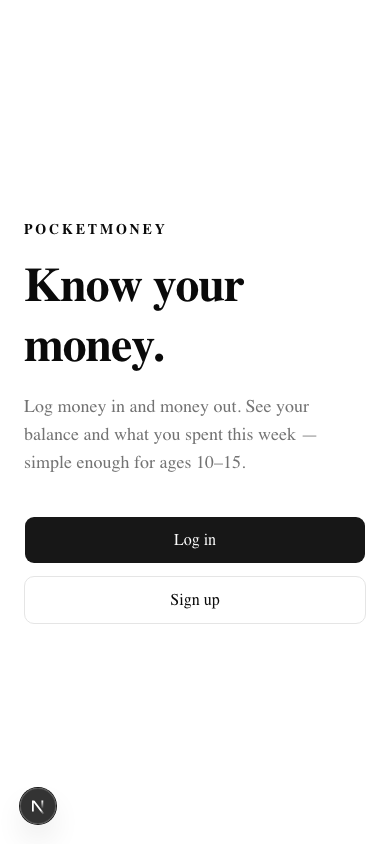 POCKETMONEY
Know your
money.
Log money in and money out. See your
balance and what you spent this week —
simple enough for ages 10–15.
Log in
Sign up
N